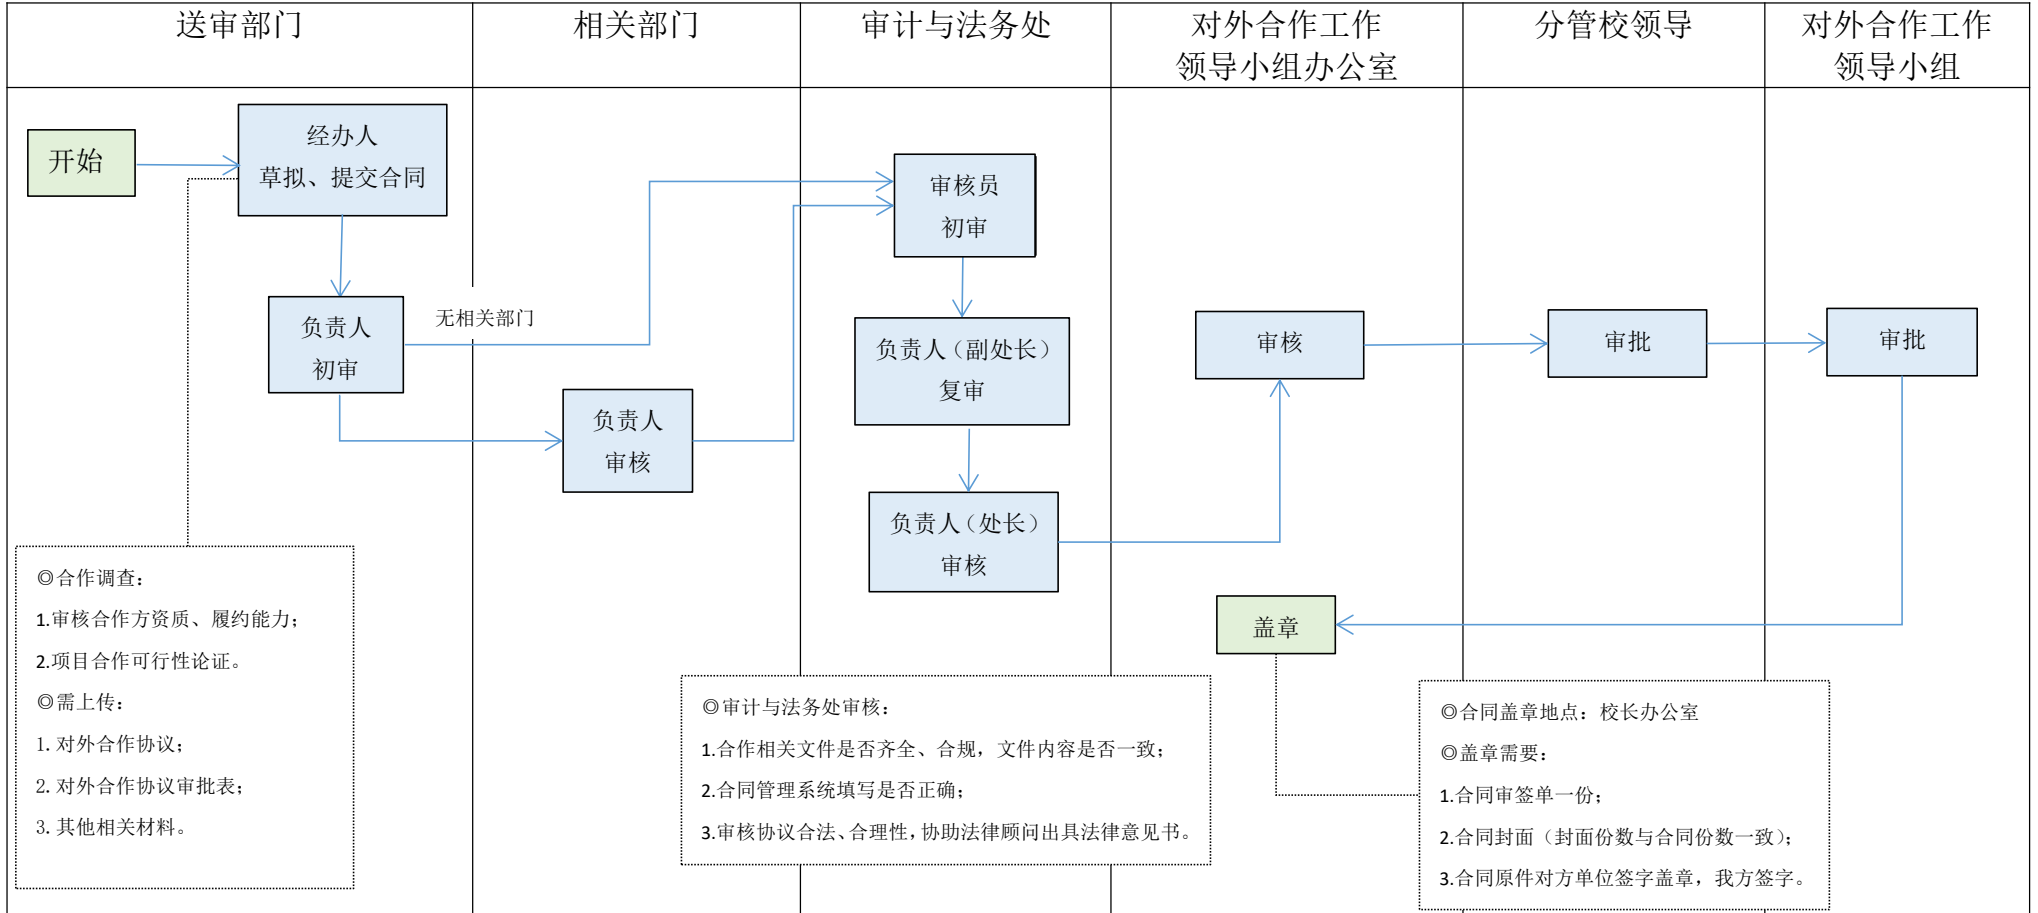 送审部门
相关部门
审计与法务处
对外合作工作
领导小组办公室
分管校领导
对外合作工作
领导小组
开始
经办人
草拟、提交合同
负责人
初审
无相关部门
负责人
审核
审核员
初审
负责人（副处长）
复审
负责人（处长）
审核
审核
审批
审批
盖章
◎合作调查：
1.审核合作方资质、履约能力；
2.项目合作可行性论证。
◎需上传：
1.对外合作协议；
2.对外合作协议审批表；
3.其他相关材料。
◎审计与法务处审核：
1.合作相关文件是否齐全、合规，文件内容是否一致；
2.合同管理系统填写是否正确；
3.审核协议合法、合理性，协助法律顾问出具法律意见书。
◎合同盖章地点：校长办公室
◎盖章需要：
1.合同审签单一份；
2.合同封面（封面份数与合同份数一致）；
3.合同原件对方单位签字盖章，我方签字。